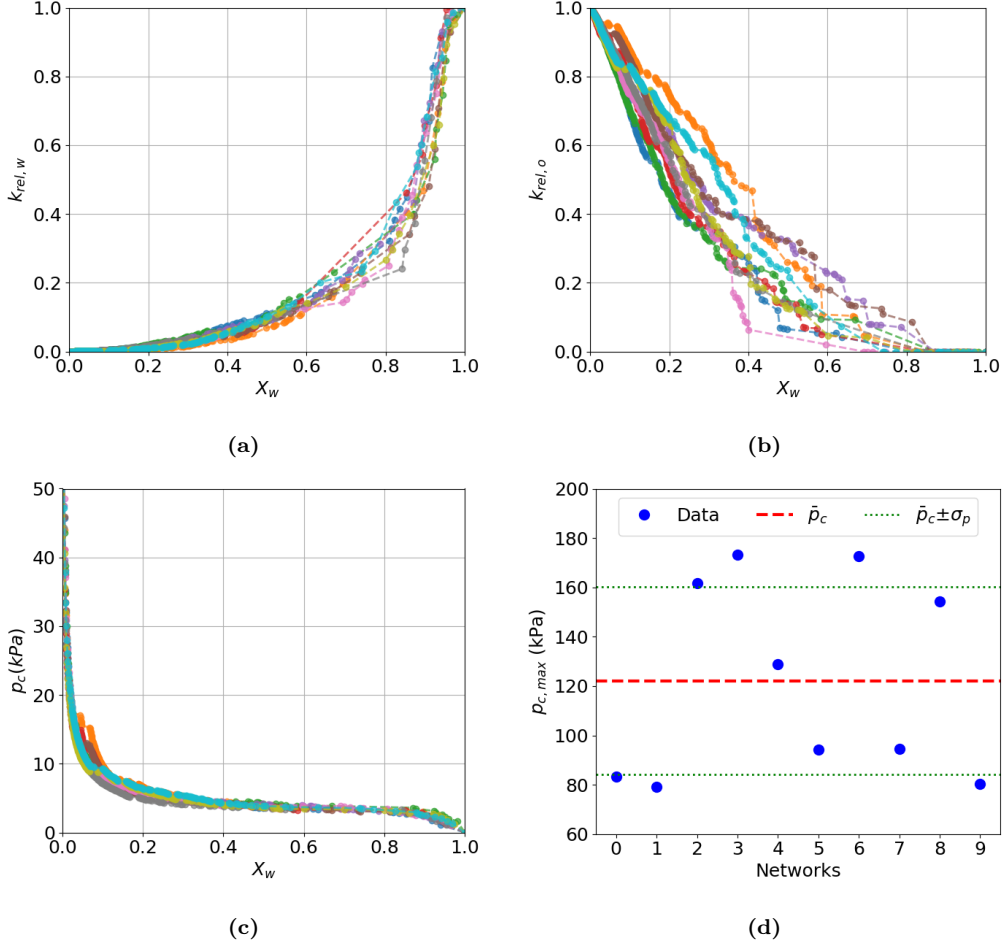 1.0
0.8
0.6
0.4
0.2
0.0
k_{rel,w}
0.0 0.2 0.4 0.6 0.8 1.0
X_w
(a)
1.0
0.8
0.6
0.4
0.2
0.0
k_{rel,o}
0.0 0.2 0.4 0.6 0.8 1.0
X_w
(b)
50
40
30
20
10
0
p_c(kPa)
0.0 0.2 0.4 0.6 0.8 1.0
X_w
(c)
200
180
160
140
120
100
80
60
p_{c,max} (kPa)
Data p̄_c p̄_c±σ_p
0 1 2 3 4 5 6 7 8 9
Networks
(d)